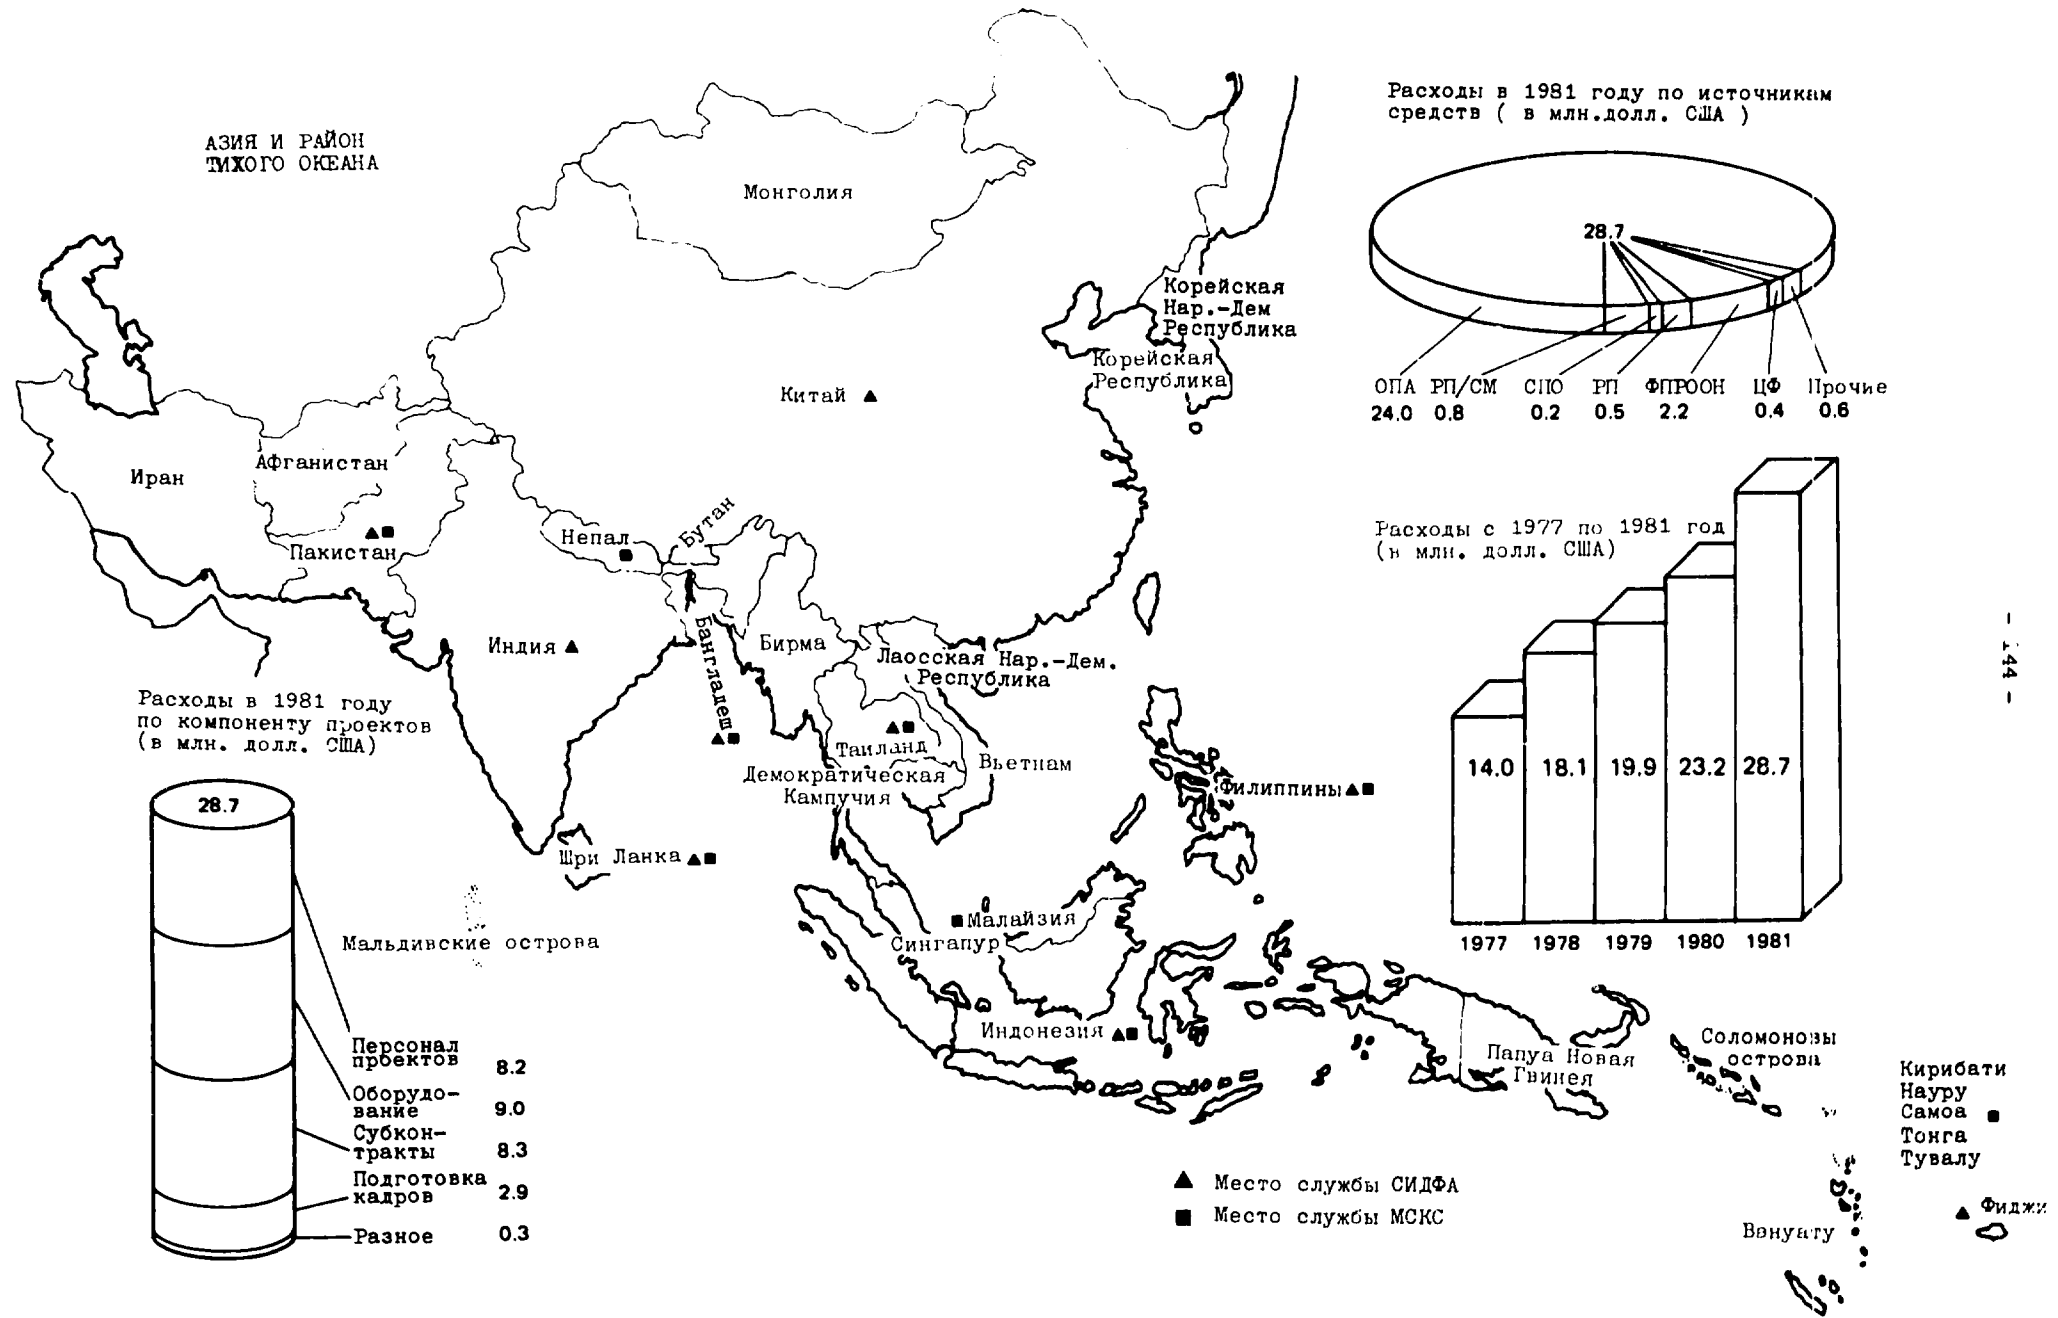 АЗИЯ И РАЙОН
ТИХОГО ОКЕАНА
Монголия
Китай
Корейская
Нар.-Дем
Республика
Корейская
Республика
Иран
Афганистан
Пакистан
Непал
Бутан
Индия
Бангладеш
Бирма
Лаосская Нар.-Дем.
Республика
Таиланд
Вьетнам
Демократическая
Кампучия
Филиппины
Шри Ланка
Мальдивские острова
Малайзия
Сингапур
Индонезия
Папуа Новая
Гвинея
Соломоновы
острова
Кирибати
Науру
Самоа
Тонга
Тувалу
Фиджи
Вануату
Место службы СИДФА
Место службы МСКС
Расходы в 1981 году по источникам
средств ( в млн.долл. США )
28.7
ОПА РП/СМ СПО РП ФПРООН ЦФ Прочие
24.0 0.8 0.2 0.5 2.2 0.4 0.6
Расходы с 1977 по 1981 год
(в млн. долл. США)
14.0 18.1 19.9 23.2 28.7
1977 1978 1979 1980 1981
Расходы в 1981 году
по компоненту проектов
(в млн. долл. США)
28.7
Персонал
проектов 8.2
Оборудо-
вание 9.0
Субкон-
тракты 8.3
Подготовка
кадров 2.9
Разное 0.3
- 144 -